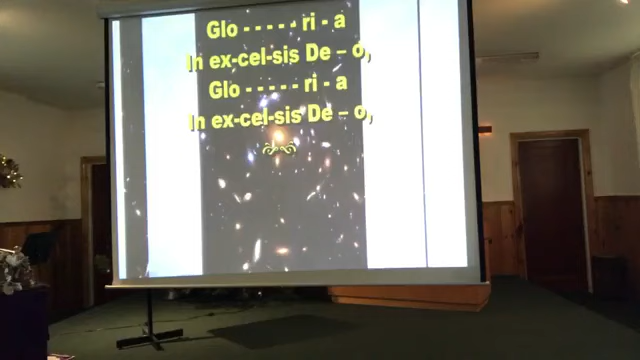 Glo - - - - - ri - a
In ex-cel-sis De – o,
Glo - - - - - ri - a
In ex-cel-sis De – o,